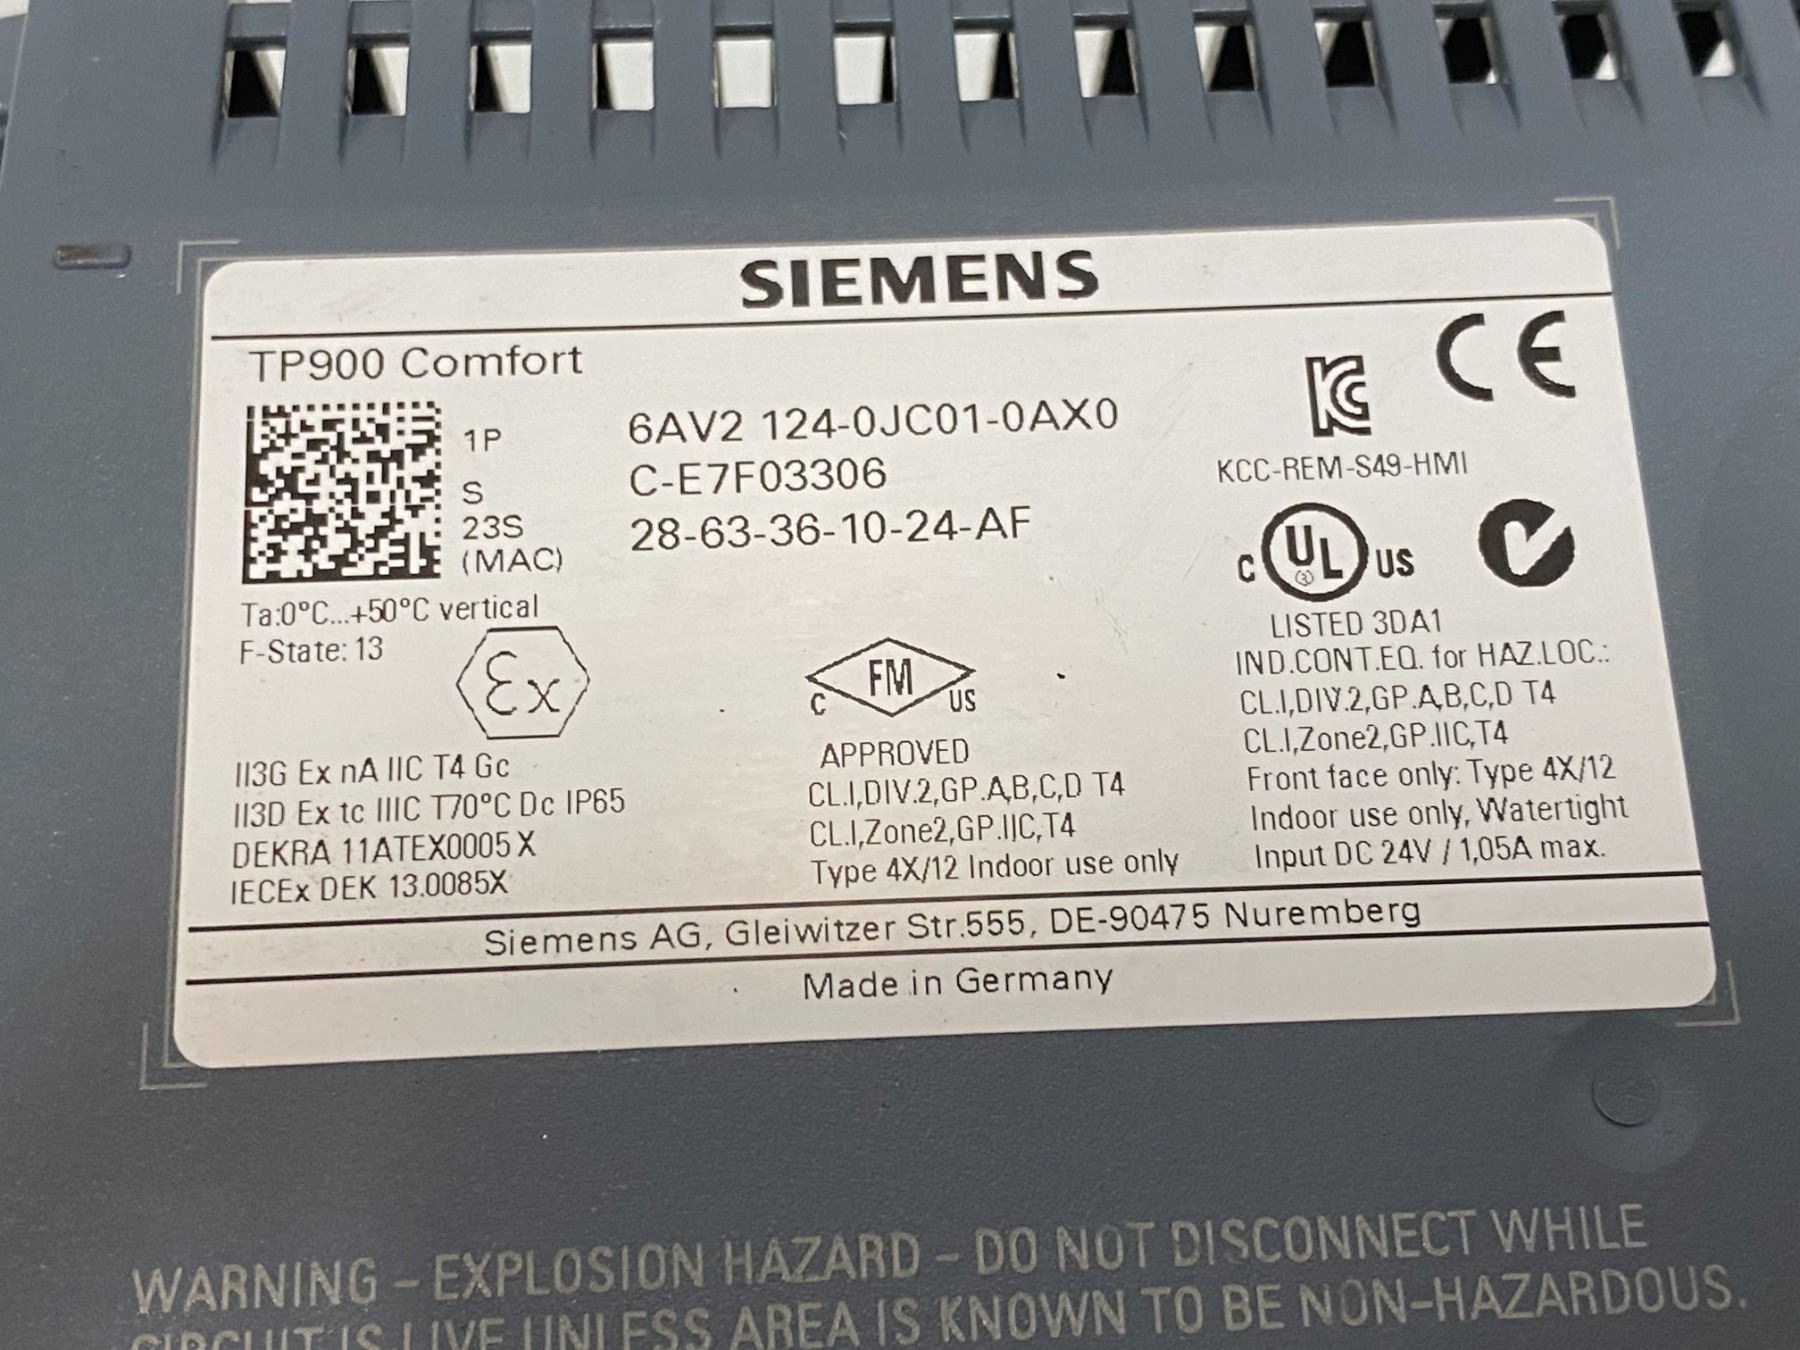 SIEMENS
TP900 Comfort
CE
1P 6AV2 124-0JC01-0AX0
S C-E7F03306
23S 28-63-36-10-24-AF
(MAC)
KC
KCC-REM-S49-HMI
C UL US
LISTED 3DA1
IND.CONT.EQ. for HAZ.LOC.:
CL.I,DIV.2,GP.A,B,C,D T4
CL.I,Zone2,GP.IIC,T4
Front face only: Type 4X/12
Indoor use only, Watertight
Input DC 24V / 1,05A max.
Ta:0°C...+50°C vertical
F-State: 13
Ex
II3G Ex nA IIC T4 Gc
II3D Ex tc IIIC T70°C Dc IP65
DEKRA 11ATEX0005 X
IECEx DEK 13.0085X
C FM US
APPROVED
CL.I,DIV.2,GP.A,B,C,D T4
CL.I,Zone2,GP.IIC,T4
Type 4X/12 Indoor use only
Siemens AG, Gleiwitzer Str.555, DE-90475 Nuremberg
Made in Germany
WARNING – EXPLOSION HAZARD – DO NOT DISCONNECT WHILE
CIRCUIT IS LIVE UNLESS AREA IS KNOWN TO BE NON-HAZARDOUS.